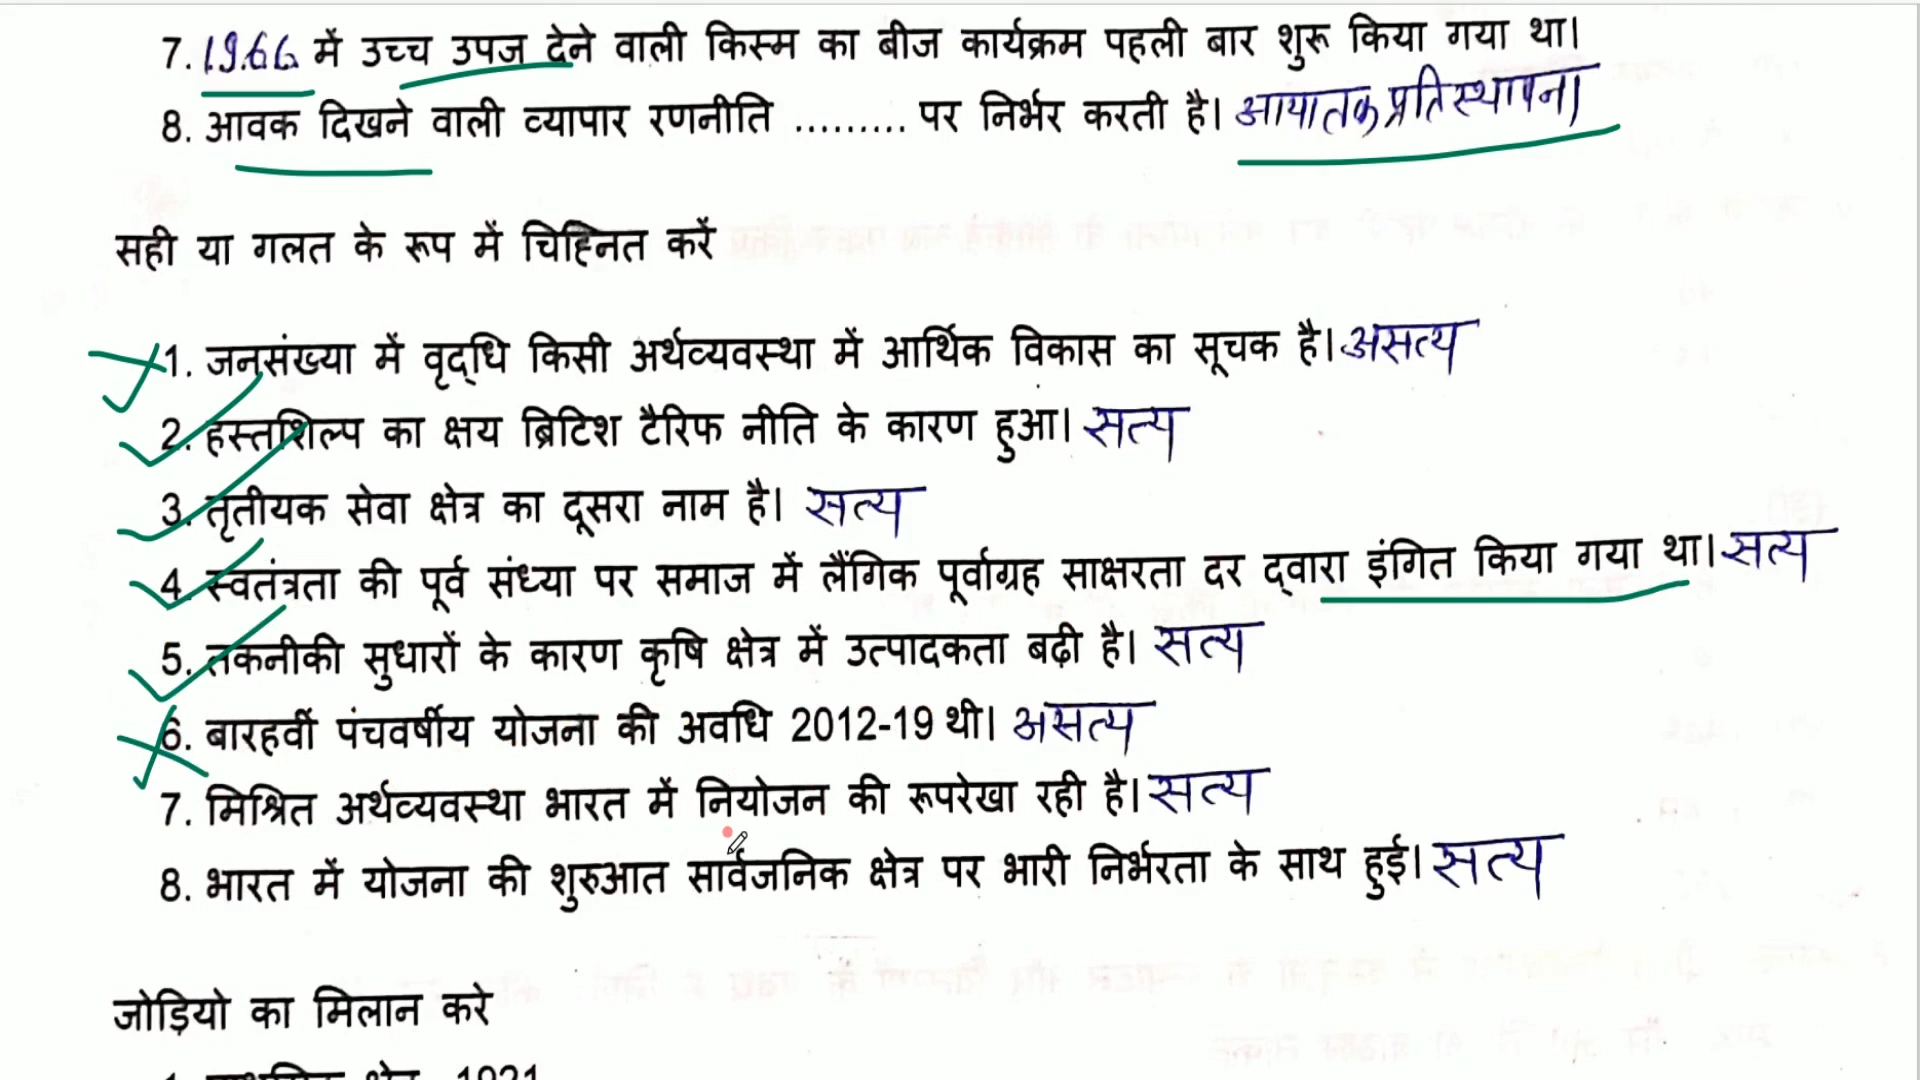 7. 1966 में उच्च उपज देने वाली किस्म का बीज कार्यक्रम पहली बार शुरू किया गया था।
8. आवक दिखने वाली व्यापार रणनीति ......... पर निर्भर करती है। आयातक प्रतिस्थापना
सही या गलत के रूप में चिह्नित करें
1. जनसंख्या में वृद्धि किसी अर्थव्यवस्था में आर्थिक विकास का सूचक है। असत्य
2. हस्तशिल्प का क्षय ब्रिटिश टैरिफ नीति के कारण हुआ। सत्य
3. तृतीयक सेवा क्षेत्र का दूसरा नाम है। सत्य
4. स्वतंत्रता की पूर्व संध्या पर समाज में लैंगिक पूर्वाग्रह साक्षरता दर द्वारा इंगित किया गया था। सत्य
5. तकनीकी सुधारों के कारण कृषि क्षेत्र में उत्पादकता बढ़ी है। सत्य
6. बारहवीं पंचवर्षीय योजना की अवधि 2012-19 थी। असत्य
7. मिश्रित अर्थव्यवस्था भारत में नियोजन की रूपरेखा रही है। सत्य
8. भारत में योजना की शुरुआत सार्वजनिक क्षेत्र पर भारी निर्भरता के साथ हुई। सत्य
जोड़ियो का मिलान करे